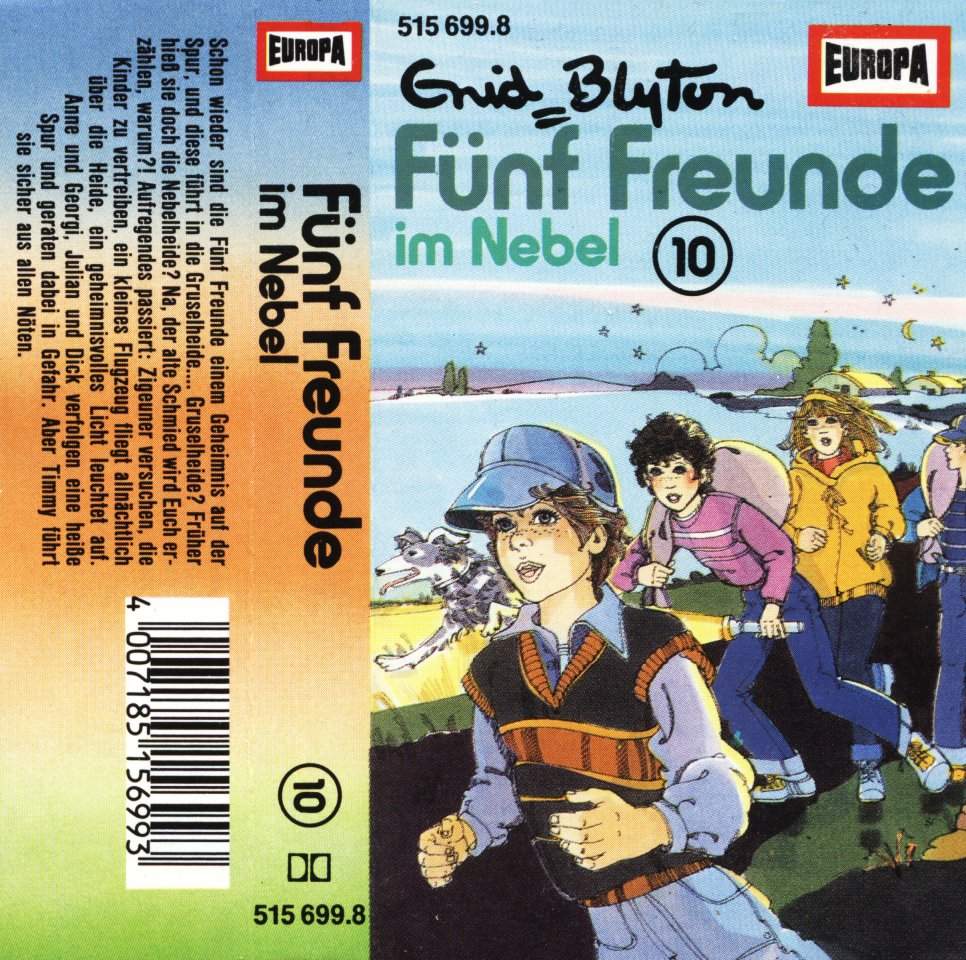 Schon wieder sind die Fünf Freunde einem Geheimnis auf der
Spur, und diese führt in die Gruselheide.... Gruselheide? Früher
hieß sie doch die Nebelheide? Na, der alte Schmied wird Euch er-
zählen, warum?! Aufregendes passiert: Zigeuner versuchen, die
Kinder zu vertreiben, ein kleines Flugzeug fliegt allnächtlich
über die Heide, ein geheimnisvolles Licht leuchtet auf.
Anne und Georgi, Julian und Dick verfolgen eine heiße
Spur und geraten dabei in Gefahr. Aber Timmy führt
sie sicher aus allen Nöten.
4 007185 156993
EUROPA
Fünf Freunde
im Nebel
10
515 699.8
515 699.8
EUROPA
Enid Blyton
Fünf Freunde
im Nebel
10